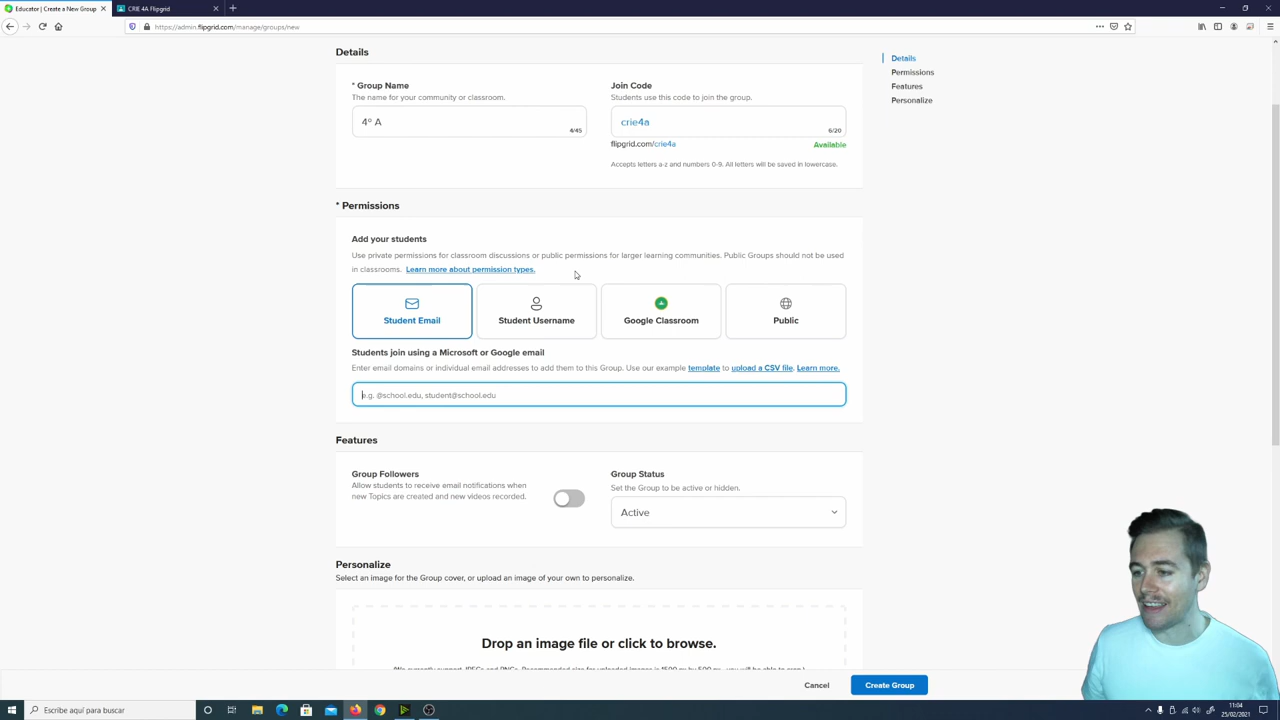 Educator | Create a New Group
CRIE 4A Flipgrid
https://admin.flipgrid.com/manage/groups/new
Details
* Group Name
The name for your community or classroom.
4º A
4/45
Join Code
Students use this code to join the group.
crie4a
6/20
flipgrid.com/crie4a
Available
Accepts letters a-z and numbers 0-9. All letters will be saved in lowercase.
Details
Permissions
Features
Personalize
* Permissions
Add your students
Use private permissions for classroom discussions or public permissions for larger learning communities. Public Groups should not be used
in classrooms. Learn more about permission types.
Student Email
Student Username
Google Classroom
Public
Students join using a Microsoft or Google email
Enter email domains or individual email addresses to add them to this Group. Use our example template to upload a CSV file. Learn more.
e.g. @school.edu, student@school.edu
Features
Group Followers
Allow students to receive email notifications when
new Topics are created and new videos recorded.
Group Status
Set the Group to be active or hidden.
Active
Personalize
Select an image for the Group cover, or upload an image of your own to personalize.
Drop an image file or click to browse.
Cancel
Create Group
Escribe aquí para buscar
11:04
25/02/2021